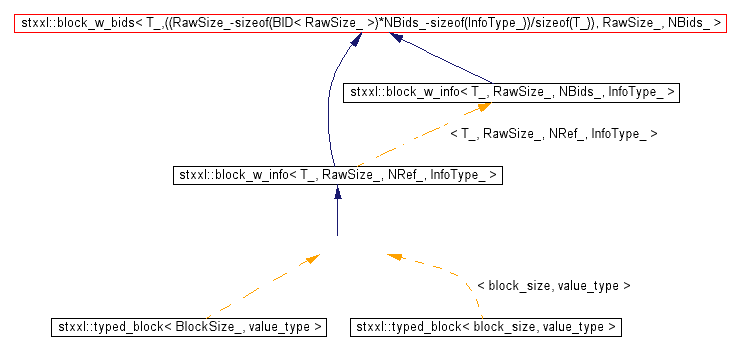 stxxl::block_w_bids< T_,((RawSize_-sizeof(BID< RawSize_ >)*NBids_-sizeof(InfoType_))/sizeof(T_)), RawSize_, NBids_ >
stxxl::block_w_info< T_, RawSize_, NBids_, InfoType_ >
< T_, RawSize_, NRef_, InfoType_ >
stxxl::block_w_info< T_, RawSize_, NRef_, InfoType_ >
< block_size, value_type >
stxxl::typed_block< BlockSize_, value_type >
stxxl::typed_block< block_size, value_type >